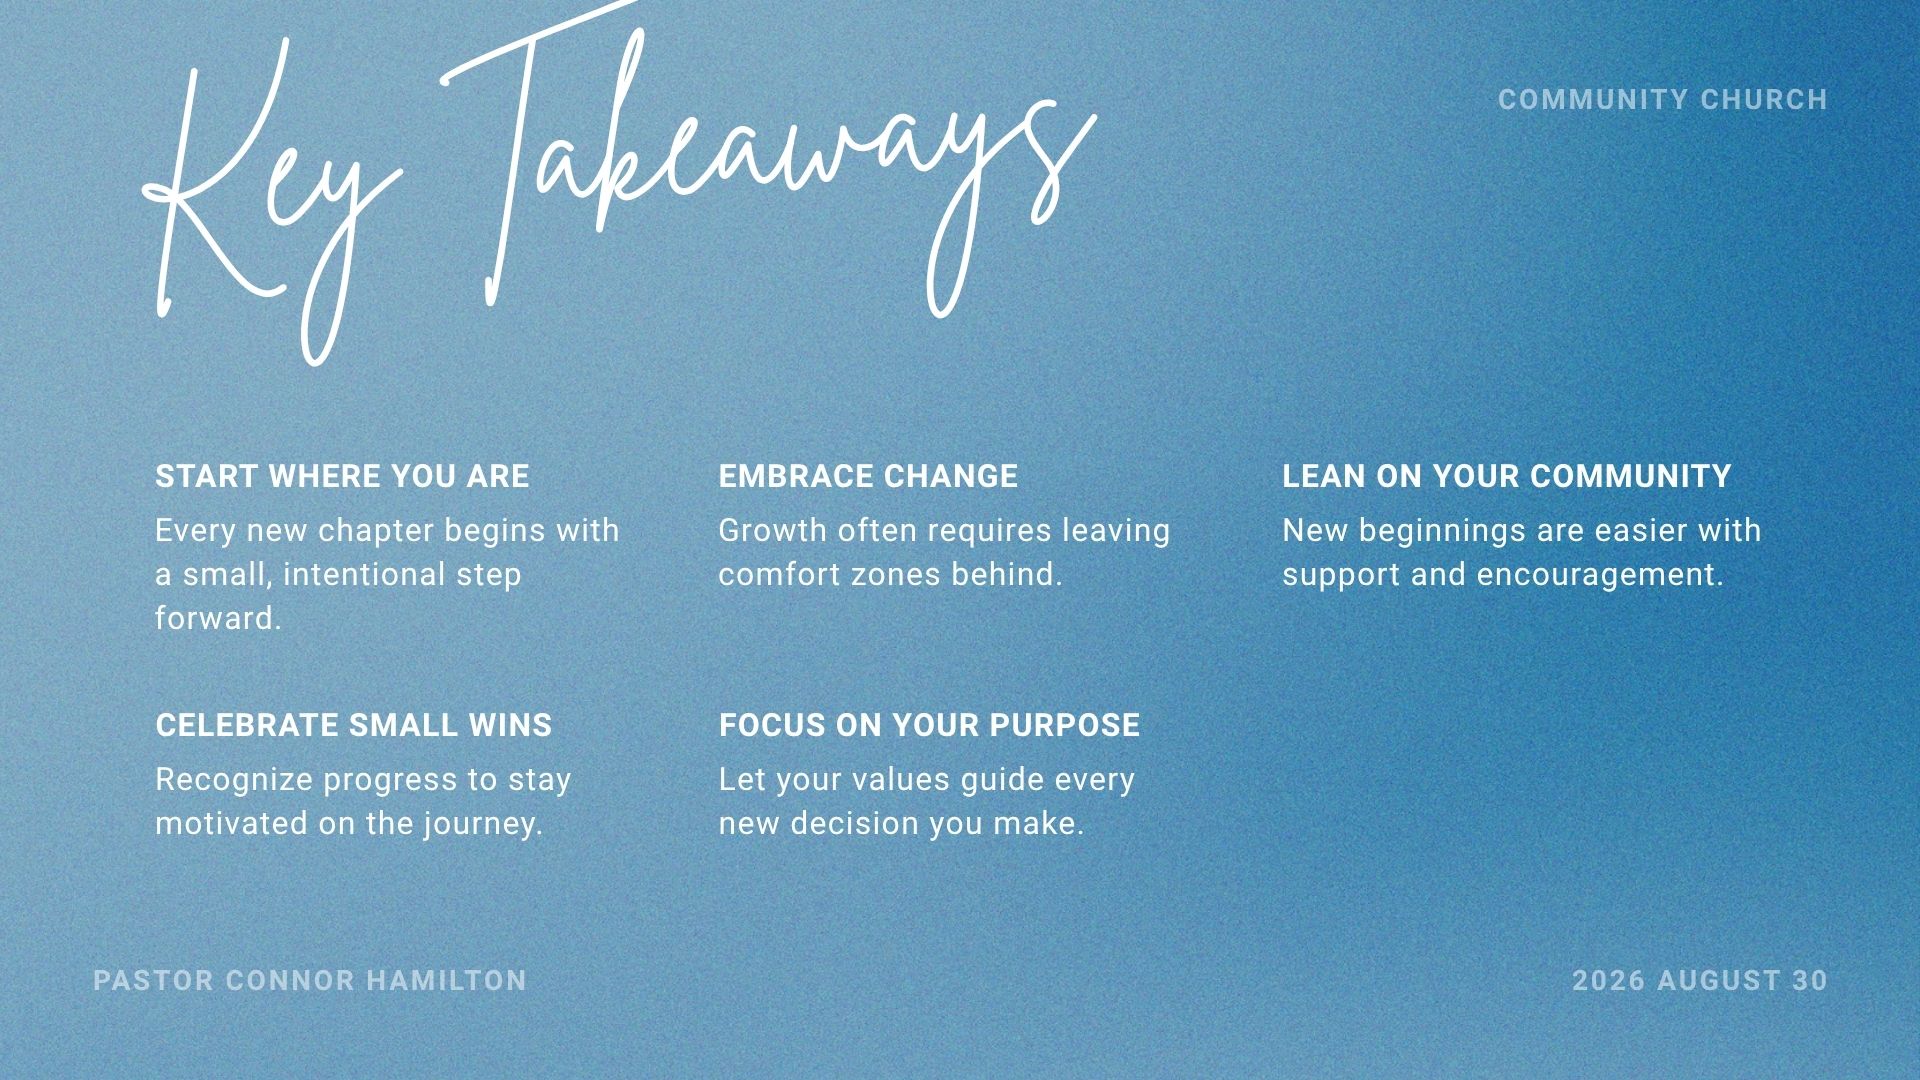 Key Takeaways
COMMUNITY CHURCH
START WHERE YOU ARE
Every new chapter begins with
a small, intentional step
forward.
EMBRACE CHANGE
Growth often requires leaving
comfort zones behind.
LEAN ON YOUR COMMUNITY
New beginnings are easier with
support and encouragement.
CELEBRATE SMALL WINS
Recognize progress to stay
motivated on the journey.
FOCUS ON YOUR PURPOSE
Let your values guide every
new decision you make.
PASTOR CONNOR HAMILTON
2026 AUGUST 30